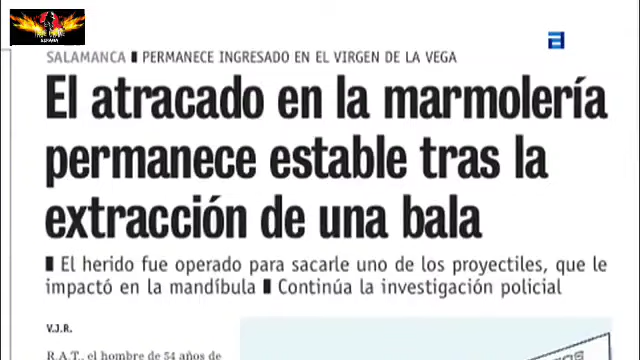 SALAMANCA ▮ PERMANECE INGRESADO EN EL VIRGEN DE LA VEGA
El atracado en la marmolería
permanece estable tras la
extracción de una bala
▮ El herido fue operado para sacarle uno de los proyectiles, que le
impactó en la mandíbula ▮ Continúa la investigación policial
V.J.R.
R.A.T., el hombre de 54 años de